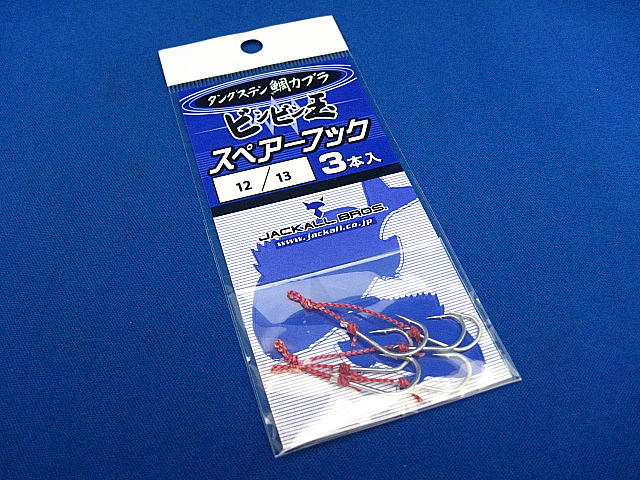 タングステン鯛カブラ
ビンビン玉
スペアーフック
12/13 3本入
JACKALL BROS.
www.jackall.co.jp